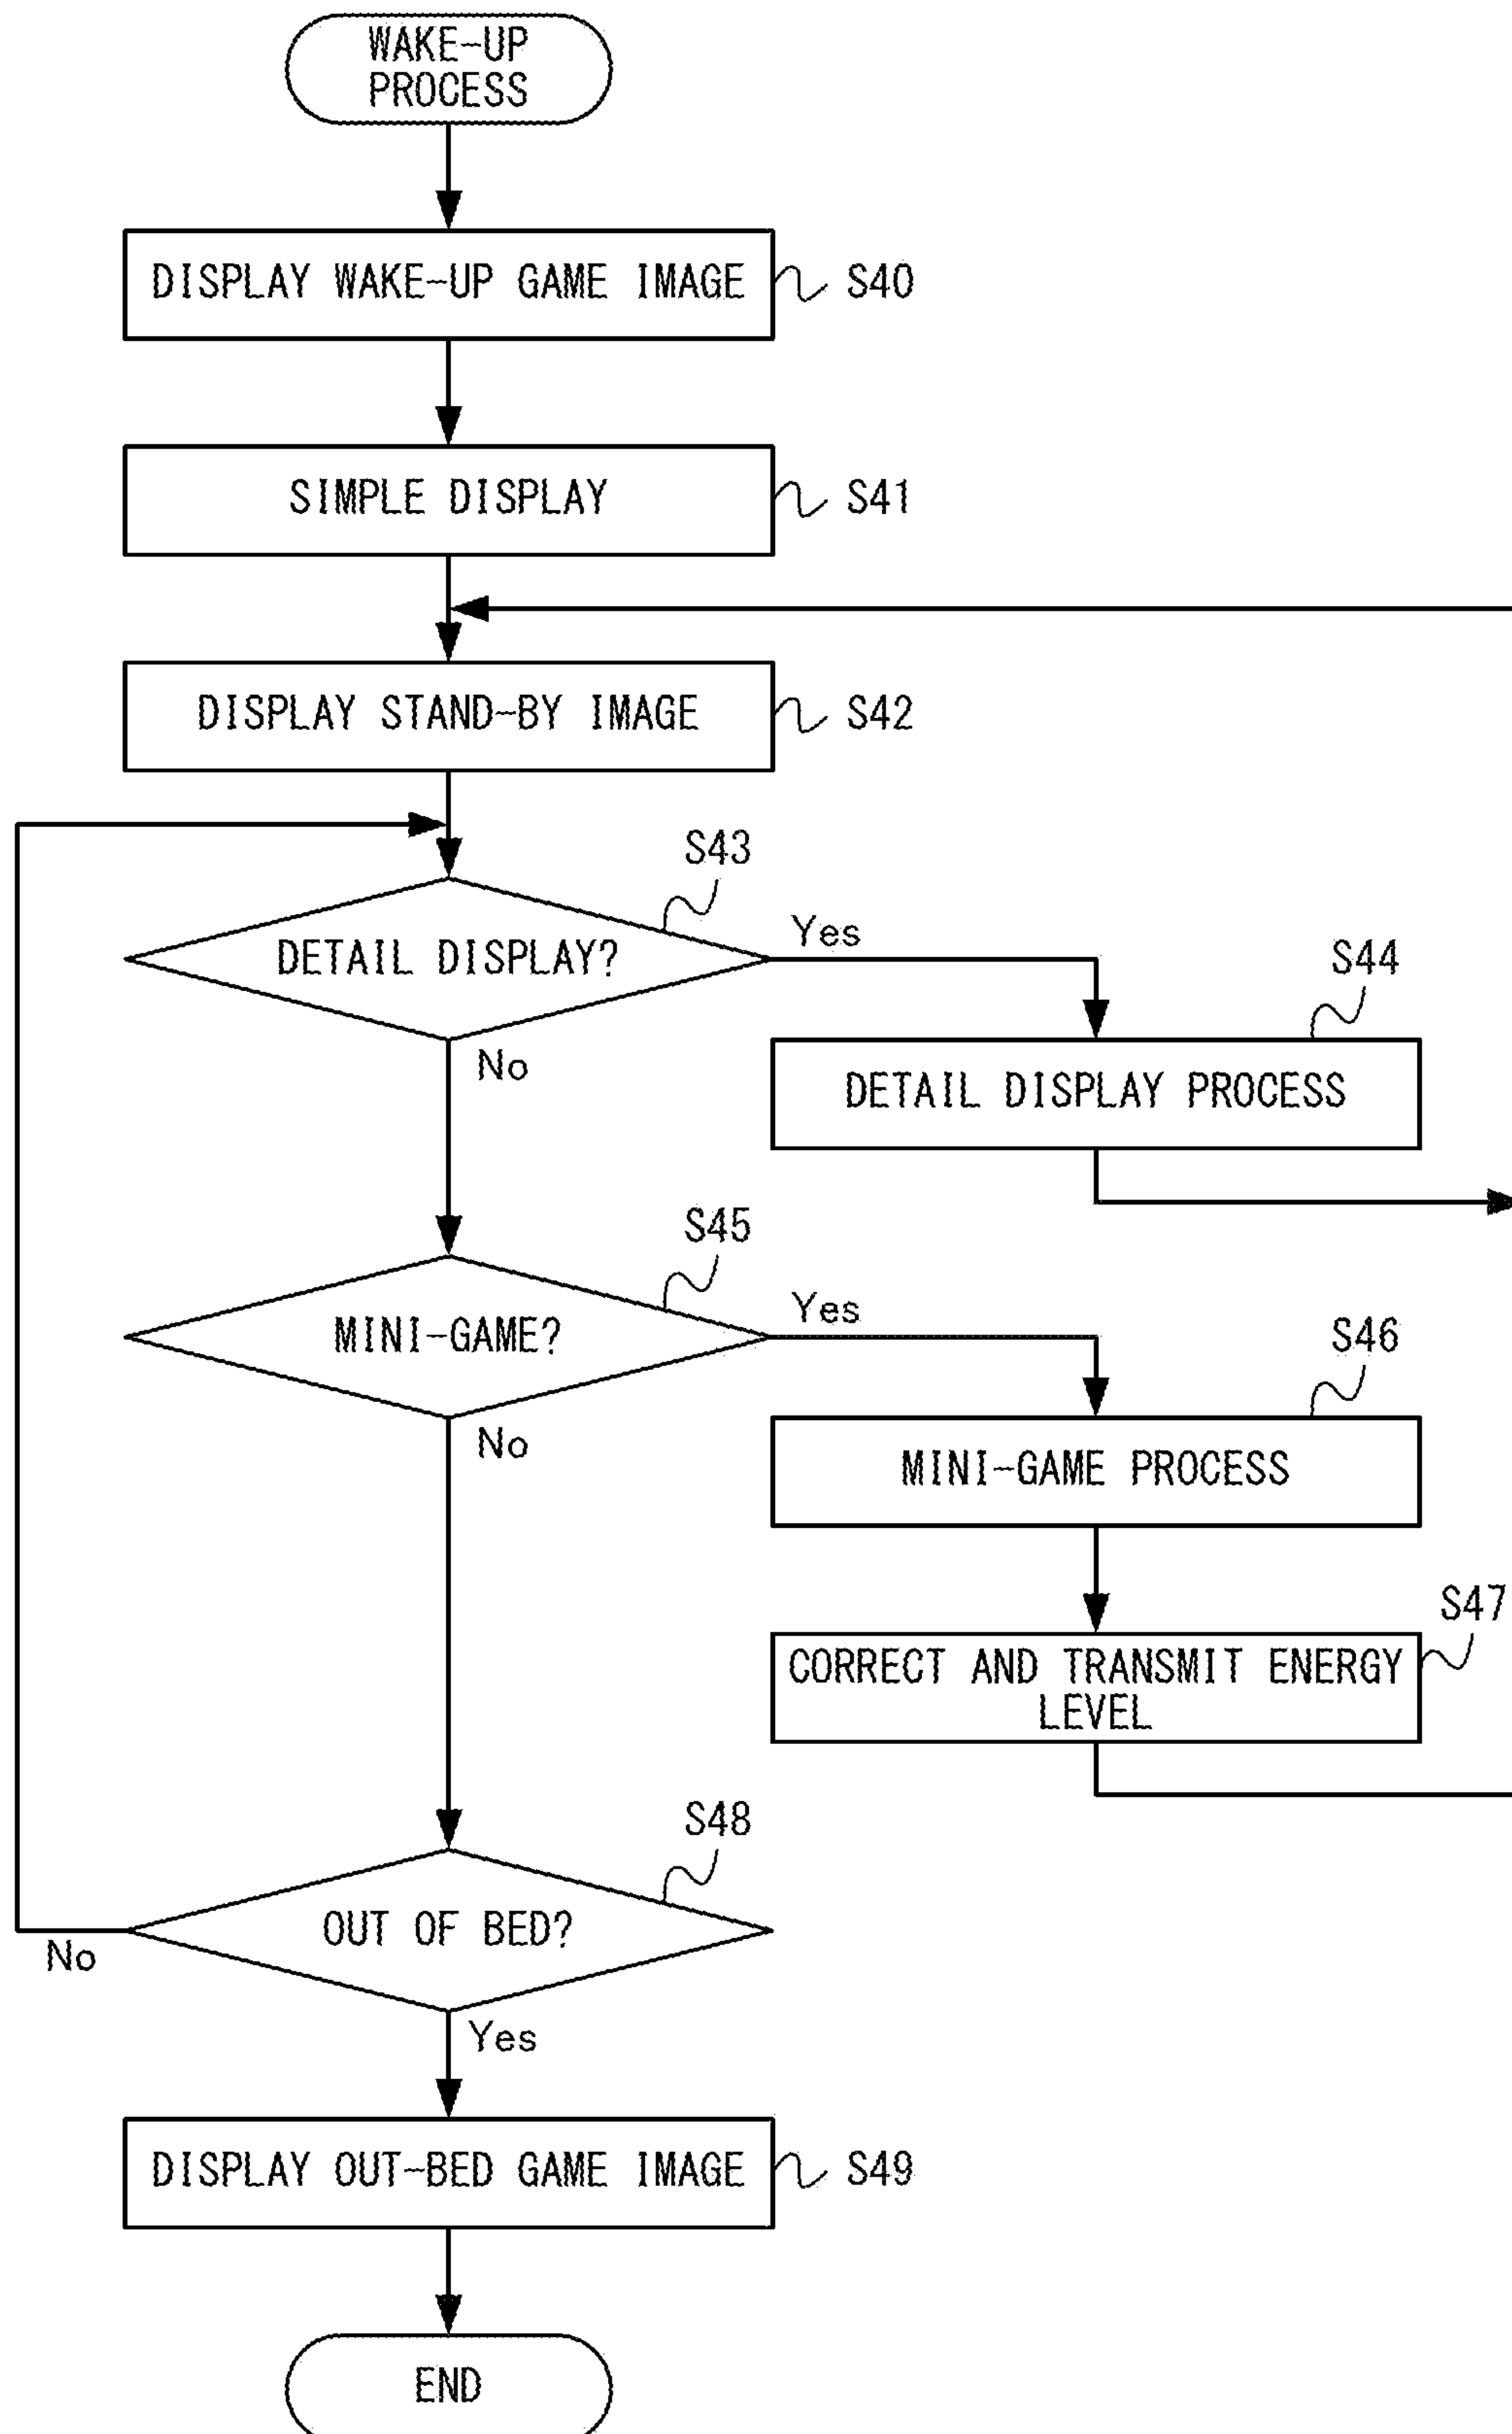 WAKE-UP
PROCESS
DISPLAY WAKE-UP GAME IMAGE
S40
SIMPLE DISPLAY
S41
DISPLAY STAND-BY IMAGE
S42
S43
DETAIL DISPLAY?
Yes
No
S44
DETAIL DISPLAY PROCESS
S45
MINI-GAME?
Yes
No
S46
MINI-GAME PROCESS
S47
CORRECT AND TRANSMIT ENERGY
LEVEL
S48
OUT OF BED?
No
Yes
DISPLAY OUT-BED GAME IMAGE
S49
END